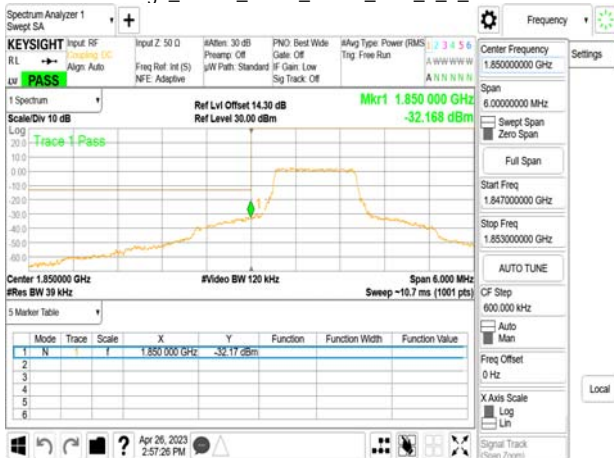 Spectrum Analyzer 1
Swept SA
Frequency
Settings
KEYSIGHT
RL
PASS
Input: RF
Coupling: DC
Align: Auto
Input Z: 50 Ω
Freq Ref: Int (S)
NFE: Adaptive
#Atten: 30 dB
Preamp: Off
µW Path: Standard
PNO: Best Wide
Gate: Off
IF Gain: Low
Sig Track: Off
#Avg Type: Power (RMS
Trig: Free Run
1 2 3 4 5 6
A W W W W W
A N N N N N
1 Spectrum
Scale/Div 10 dB
Ref Lvl Offset 14.30 dB
Ref Level 30.00 dBm
Mkr1 1.850 000 GHz
-32.168 dBm
Log
Trace 1 Pass
20.0
10.0
0.00
-10.0
-20.0
-30.0
-40.0
-50.0
-60.0
1
Center 1.850000 GHz
#Res BW 39 kHz
#Video BW 120 kHz
Span 6.000 MHz
Sweep ~10.7 ms (1001 pts)
5 Marker Table
Mode Trace Scale X Y Function Function Width Function Value
1 N 1 f 1.850 000 GHz -32.17 dBm
2
3
4
5
6
Apr 26, 2023
2:57:26 PM
Center Frequency
1.850000000 GHz
Span
6.00000000 MHz
Swept Span
Zero Span
Full Span
Start Freq
1.847000000 GHz
Stop Freq
1.853000000 GHz
AUTO TUNE
CF Step
600.000 kHz
Auto
Man
Freq Offset
0 Hz
X Axis Scale
Log
Lin
Signal Track
(Span Zoom)
Local